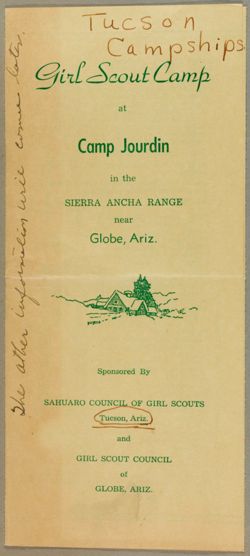 Tucson
Campships
Girl Scout Camp
at
Camp Jourdin
in the
SIERRA ANCHA RANGE
near
Globe, Ariz.
Sponsored By
SAHUARO COUNCIL OF GIRL SCOUTS
Tucson, Ariz.
and
GIRL SCOUT COUNCIL
of
GLOBE, ARIZ.
The other information will come later.